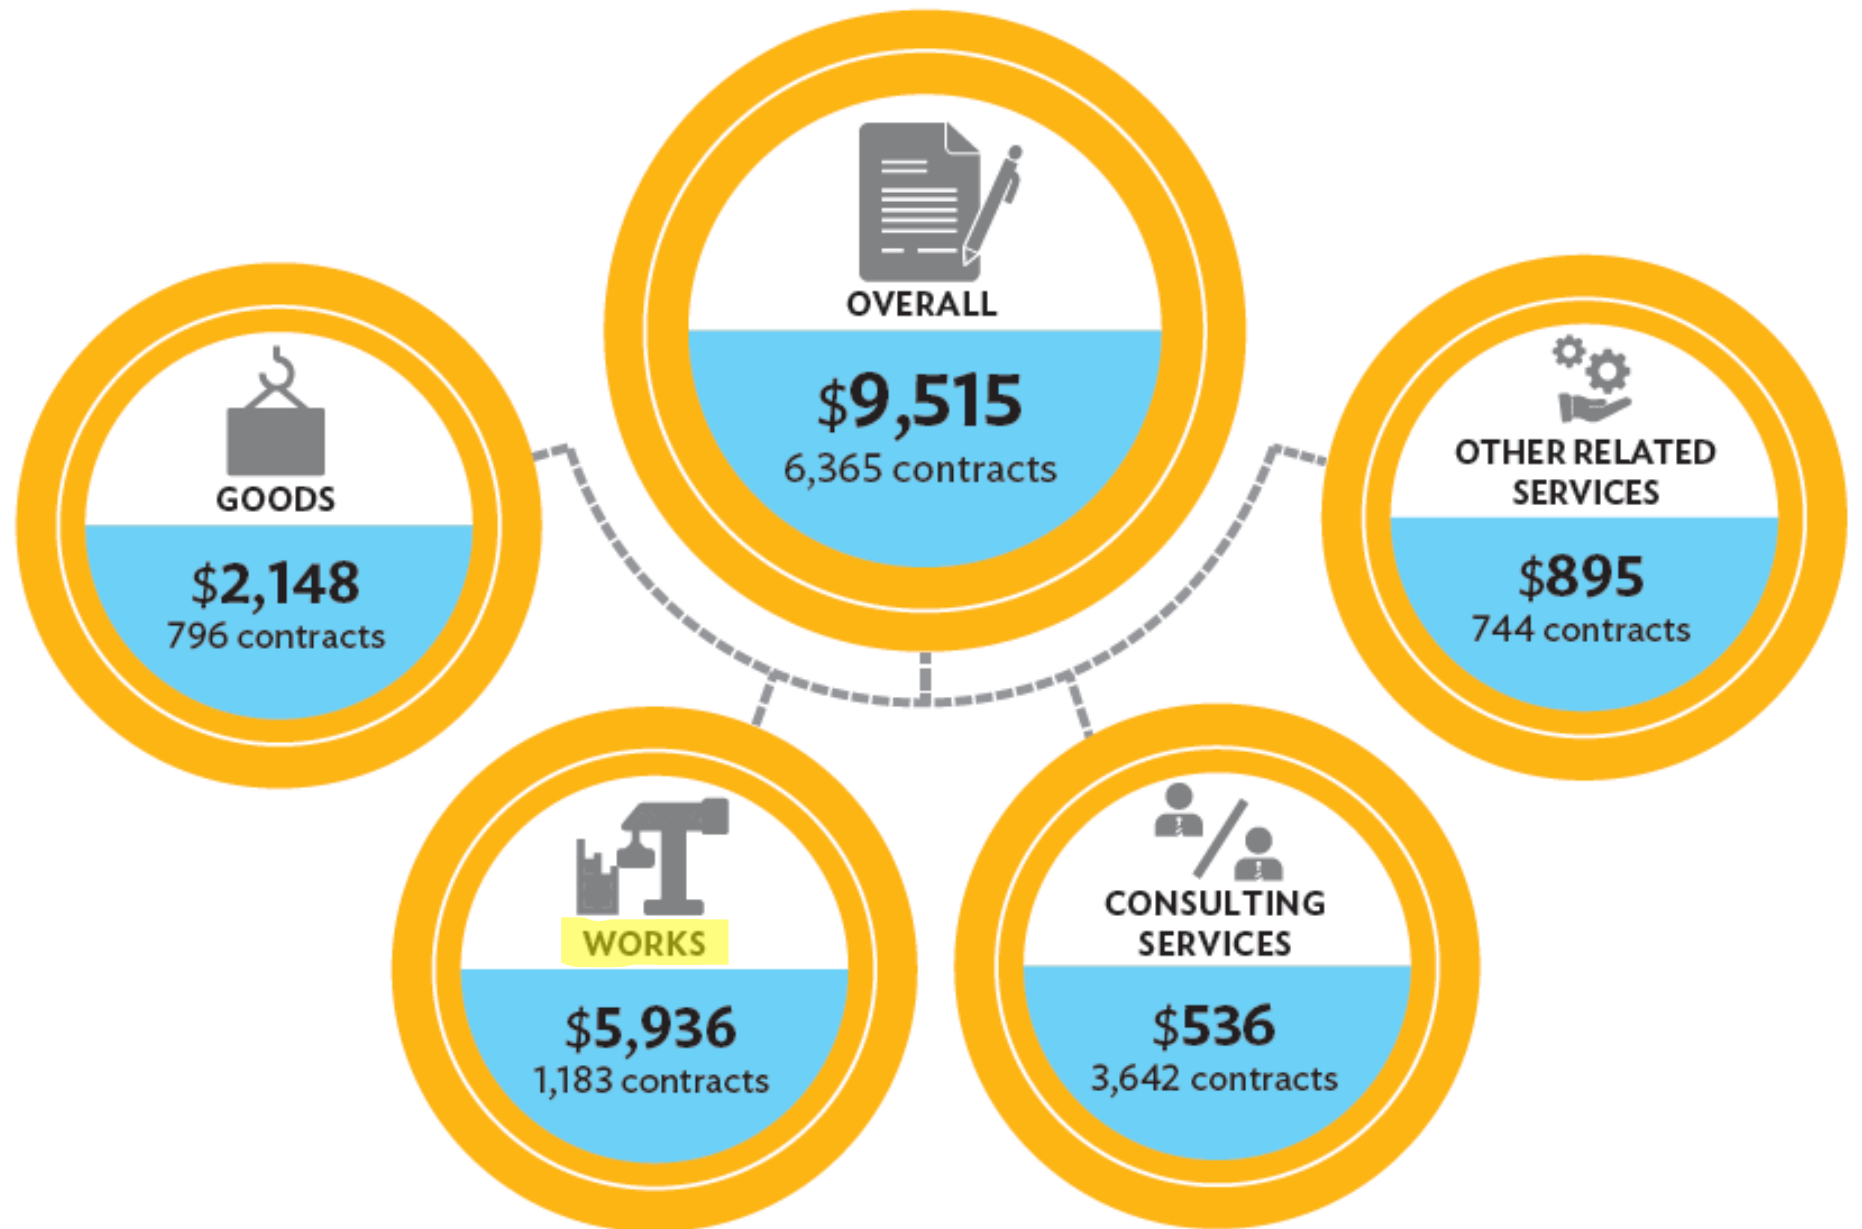 OVERALL
$9,515
6,365 contracts
GOODS
$2,148
796 contracts
OTHER RELATED
SERVICES
$895
744 contracts
WORKS
$5,936
1,183 contracts
CONSULTING
SERVICES
$536
3,642 contracts